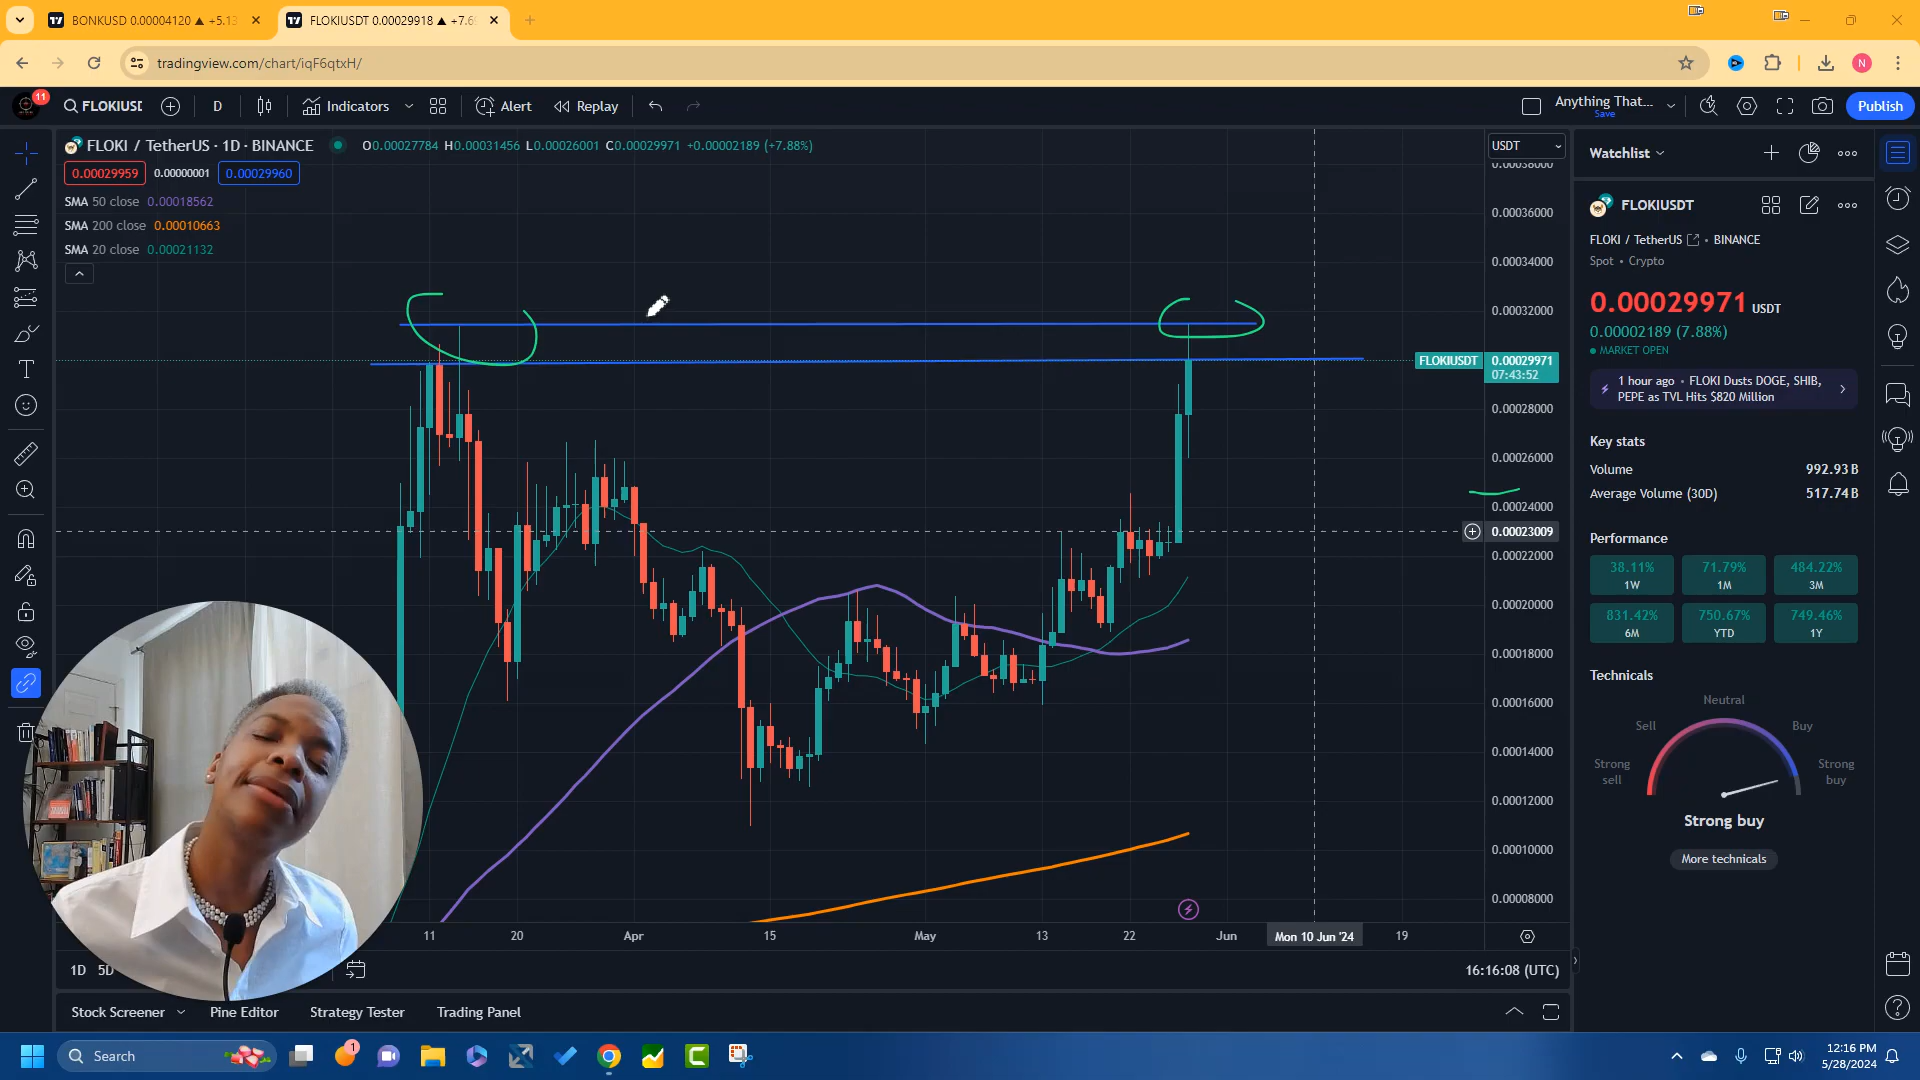 BONKUSD 0.00004120 ▲ +5.13
FLOKIUSDT 0.00029918 ▲ +7.6
tradingview.com/chart/iqF6qtxH/
N
11
FLOKIUSD
D
Indicators
Alert
Replay
Anything That...
Save
Publish
FLOKI / TetherUS · 1D · BINANCE
O0.00027784 H0.00031456 L0.00026001 C0.00029971 +0.00002189 (+7.88%)
0.00029959 0.00000001 0.00029960
SMA 50 close 0.00018562
SMA 200 close 0.00010663
SMA 20 close 0.00021132
USDT
0.00038000
0.00036000
0.00034000
0.00032000
FLOKIUSDT 0.00029971
07:43:52
0.00028000
0.00026000
0.00024000
0.00023009
0.00022000
0.00020000
0.00018000
0.00016000
0.00014000
0.00012000
0.00010000
0.00008000
11 20 Apr 15 May 13 22 Jun Mon 10 Jun '24 19
1D 5D
16:16:08 (UTC)
Stock Screener Pine Editor Strategy Tester Trading Panel
Watchlist
FLOKIUSDT
FLOKI / TetherUS • BINANCE
Spot • Crypto
0.00029971 USDT
0.00002189 (7.88%)
MARKET OPEN
1 hour ago • FLOKI Dusts DOGE, SHIB,
PEPE as TVL Hits $820 Million
Key stats
Volume 992.93B
Average Volume (30D) 517.74B
Performance
38.11% 71.79% 484.22%
1W 1M 3M
831.42% 750.67% 749.46%
6M YTD 1Y
Technicals
Neutral
Sell Buy
Strong sell
Strong buy
Strong buy
More technicals
Search
1
12:16 PM
5/28/2024